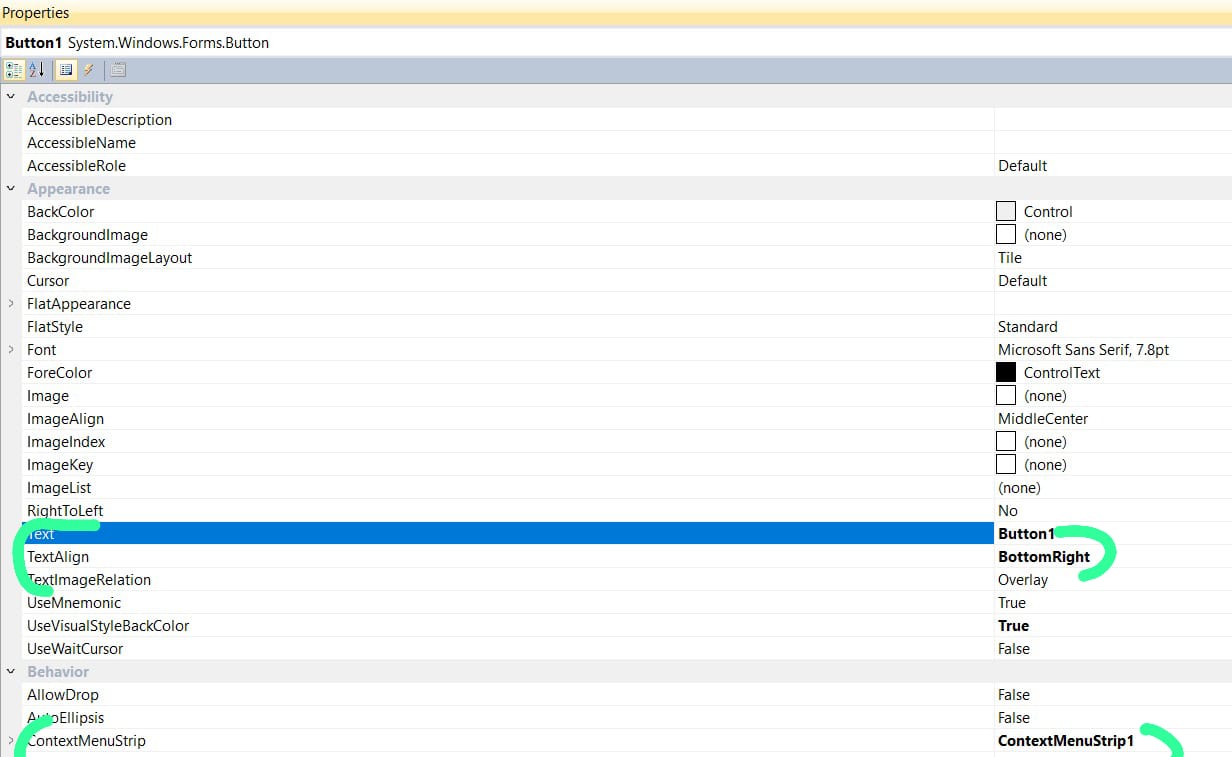 Properties
Button1 System.Windows.Forms.Button
Accessibility
AccessibleDescription
AccessibleName
AccessibleRole Default
Appearance
BackColor Control
BackgroundImage (none)
BackgroundImageLayout Tile
Cursor Default
FlatAppearance
FlatStyle Standard
Font Microsoft Sans Serif, 7.8pt
ForeColor ControlText
Image (none)
ImageAlign MiddleCenter
ImageIndex (none)
ImageKey (none)
ImageList (none)
RightToLeft No
Text Button1
TextAlign BottomRight
TextImageRelation Overlay
UseMnemonic True
UseVisualStyleBackColor True
UseWaitCursor False
Behavior
AllowDrop False
AutoEllipsis False
ContextMenuStrip ContextMenuStrip1